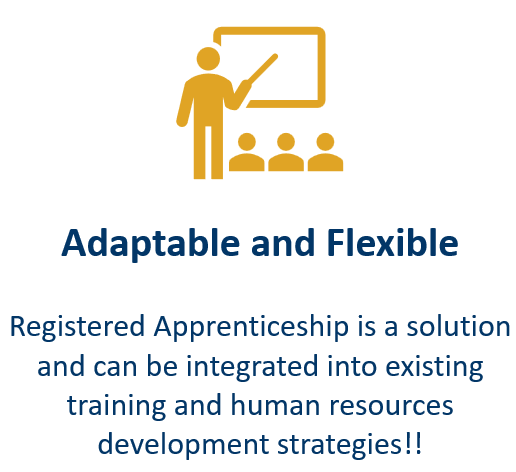 Adaptable and Flexible
Registered Apprenticeship is a solution
and can be integrated into existing
training and human resources
development strategies!!